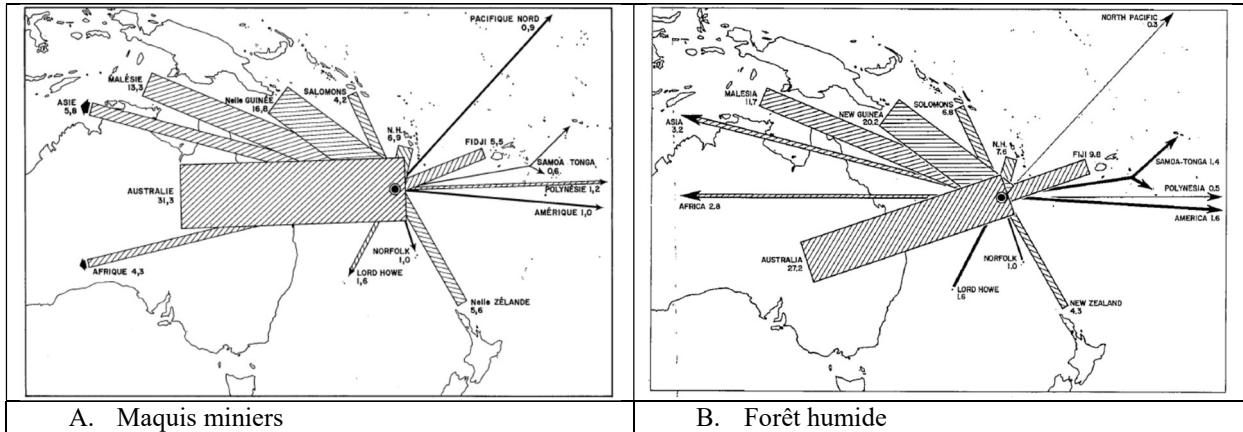 PACIFIQUE NORD
0,9
MALÉSIE
13,3
ASIE
5,6
Nelle GUINÉE
16,8
SALOMONS
4,2
N.H.
6,9
FIDJI 5,5
SAMOA TONGA
0,6
POLYNÉSIE 1,2
AUSTRALIE
31,3
AMÉRIQUE 1,0
NORFOLK
1,0
AFRIQUE 4,3
LORD HOWE
1,6
Nelle ZÉLANDE
5,6
NORTH PACIFIC
0.3
MALESIA
11.7
ASIA
3.2
NEW GUINEA
20.2
SOLOMONS
6.8
N.H.
7.6
FIJI 9.8
SAMOA-TONGA 1.4
POLYNESIA 0.5
AFRICA 2.8
AMERICA 1.6
AUSTRALIA
27.2
NORFOLK
1.0
LORD HOWE
1.6
NEW ZEALAND
4.3
A. Maquis miniers
B. Forêt humide